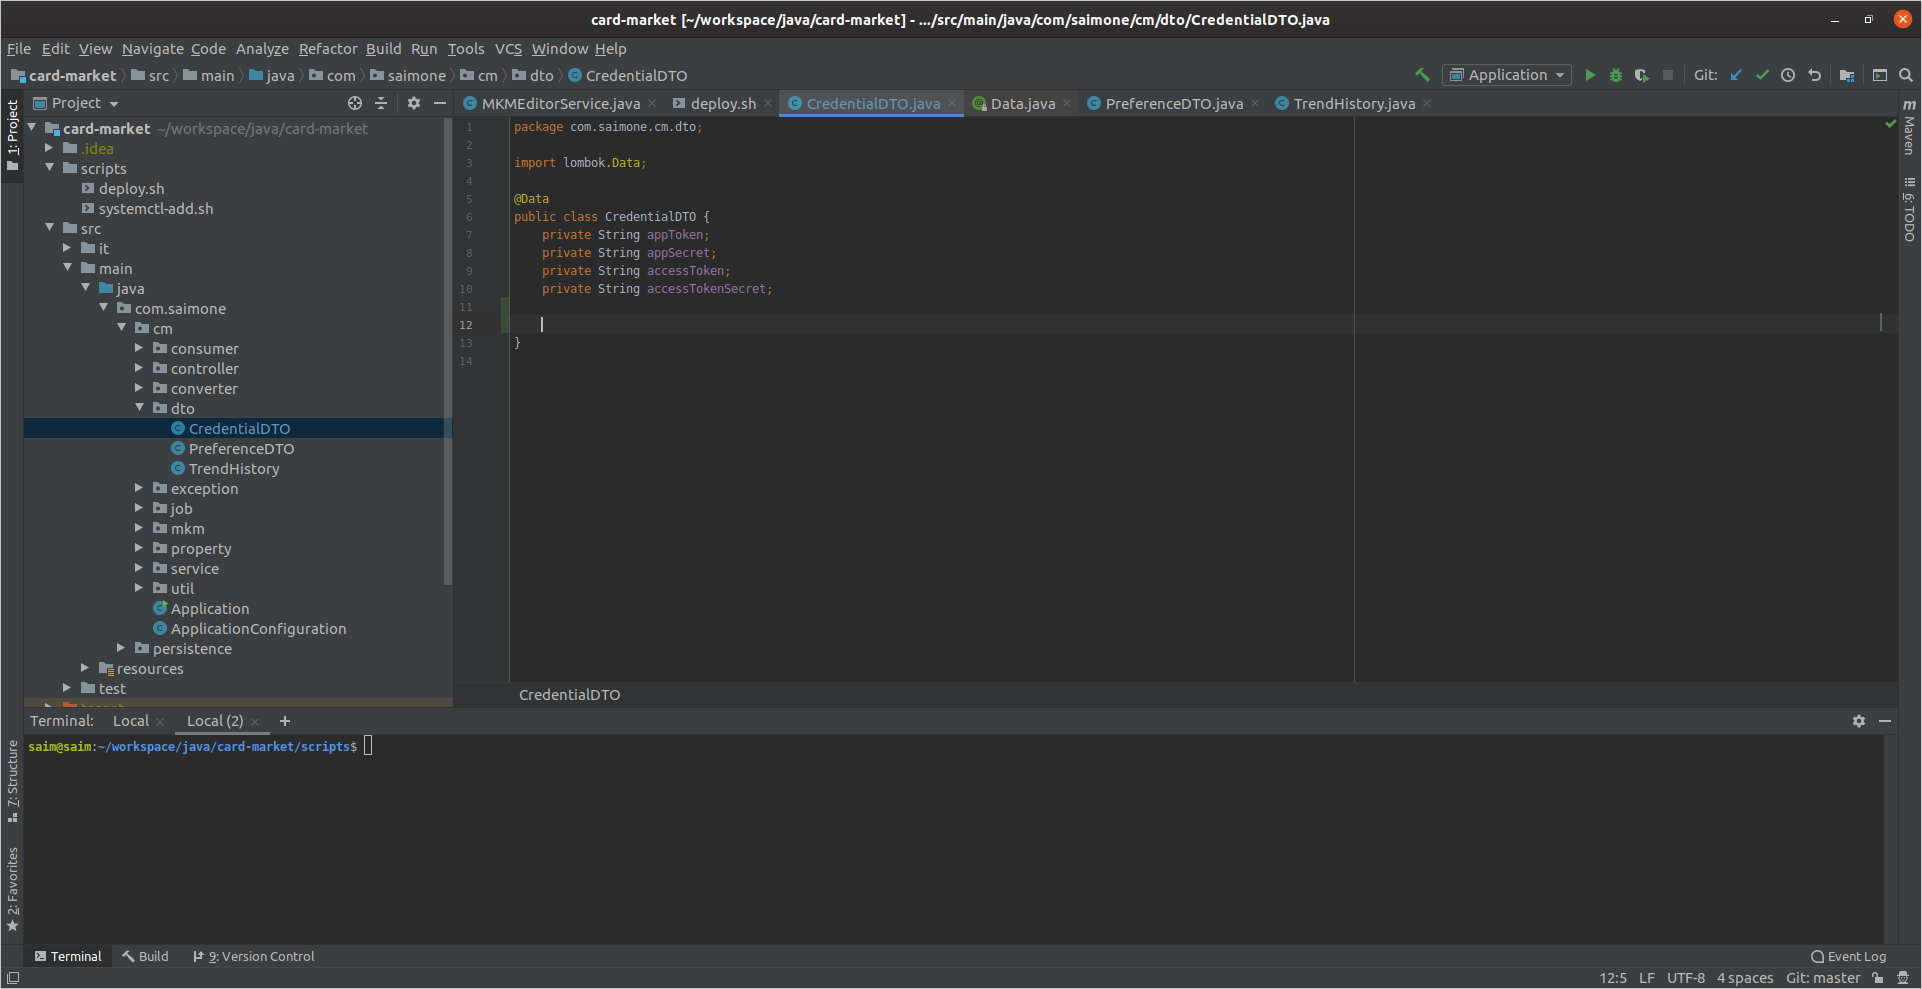 card-market [~/workspace/java/card-market] - .../src/main/java/com/saimone/cm/dto/CredentialDTO.java
File Edit View Navigate Code Analyze Refactor Build Run Tools VCS Window Help
card-market src main java com saimone cm dto CredentialDTO Application Git:
1: Project
Project
MKMEditorService.java deploy.sh CredentialDTO.java Data.java PreferenceDTO.java TrendHistory.java
card-market ~/workspace/java/card-market
.idea
scripts
deploy.sh
systemctl-add.sh
src
it
main
java
com.saimone
cm
consumer
controller
converter
dto
CredentialDTO
PreferenceDTO
TrendHistory
exception
job
mkm
property
service
util
Application
ApplicationConfiguration
persistence
resources
test
1 package com.saimone.cm.dto;
2
3 import lombok.Data;
4
5 @Data
6 public class CredentialDTO {
7 private String appToken;
8 private String appSecret;
9 private String accessToken;
10 private String accessTokenSecret;
11
12
13 }
14
CredentialDTO
m Maven
6: TODO
Terminal: Local Local (2) +
saim@saim:~/workspace/java/card-market/scripts$
7: Structure
2: Favorites
Terminal Build 9: Version Control Event Log
12:5 LF UTF-8 4 spaces Git: master